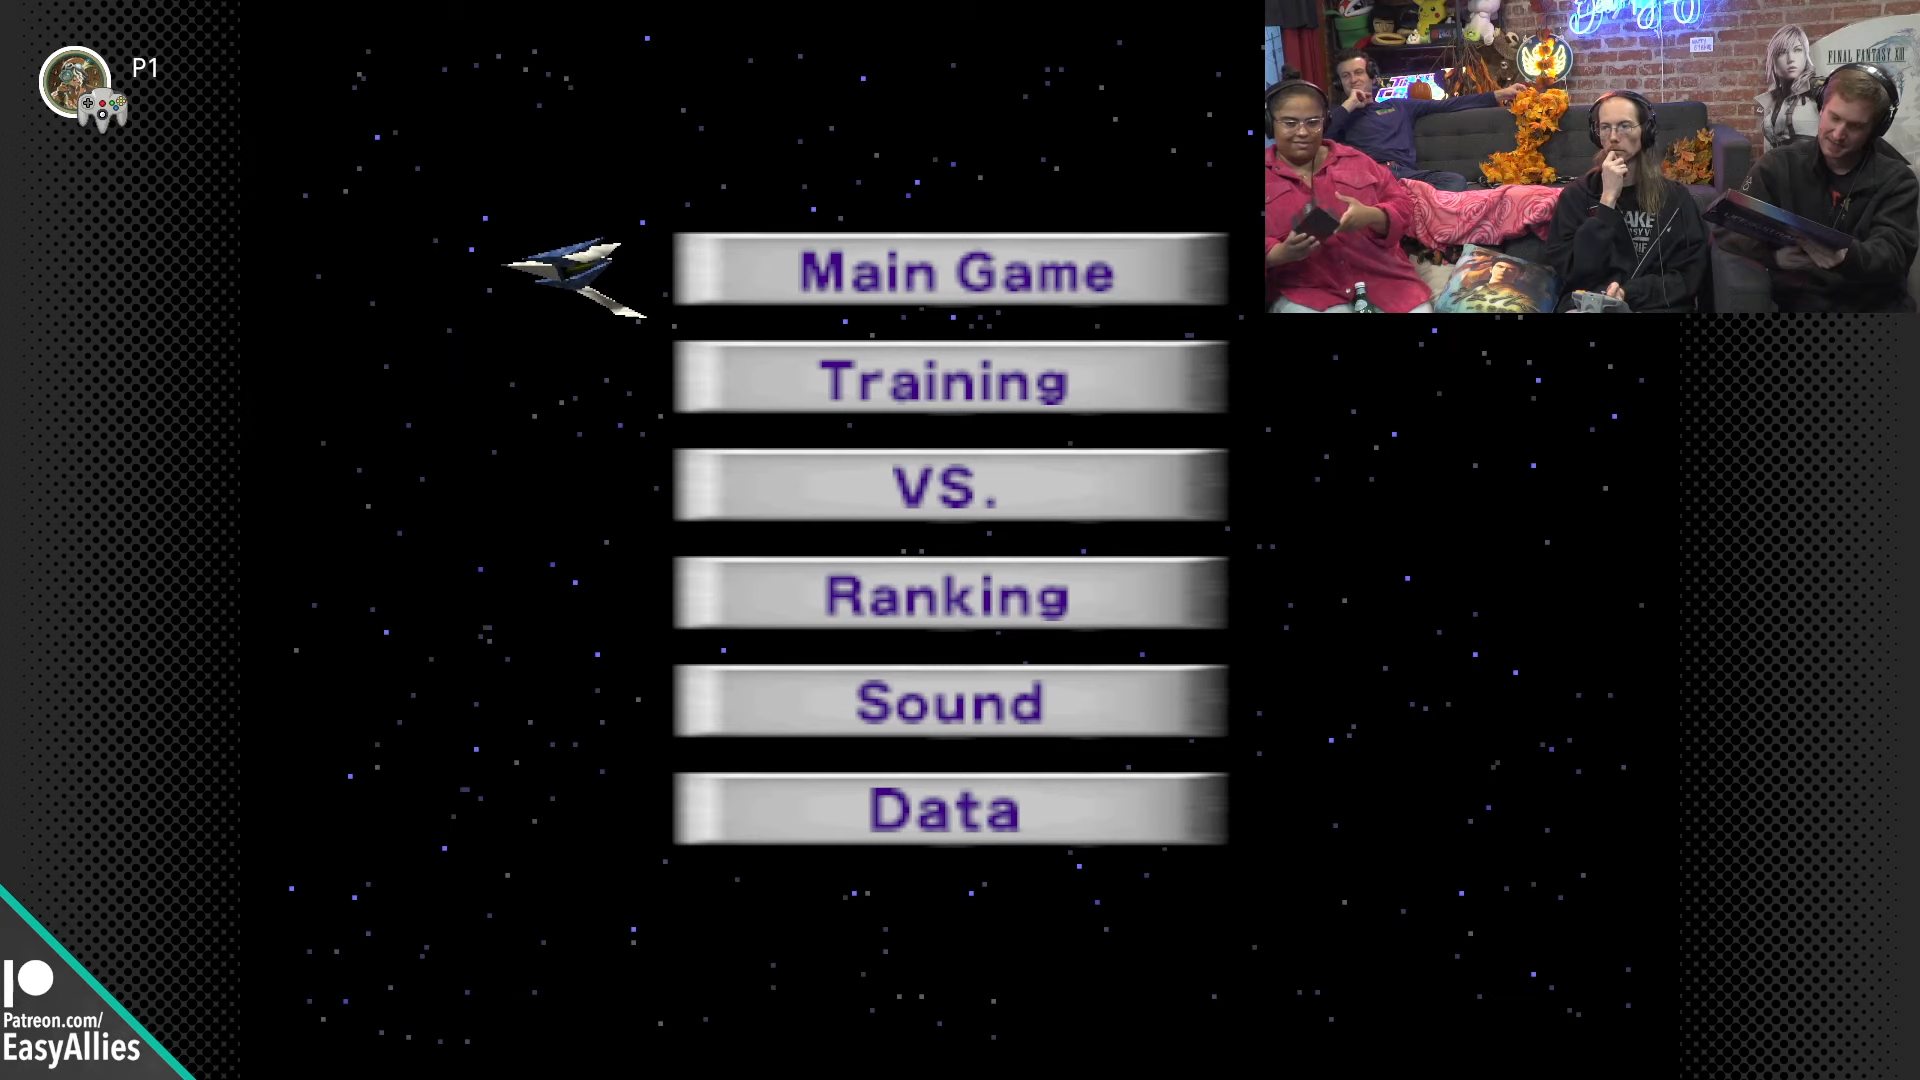 P1
FINAL FANTASY XIII
Main Game
Training
VS.
Ranking
Sound
Data
Patreon.com/
EasyAllies